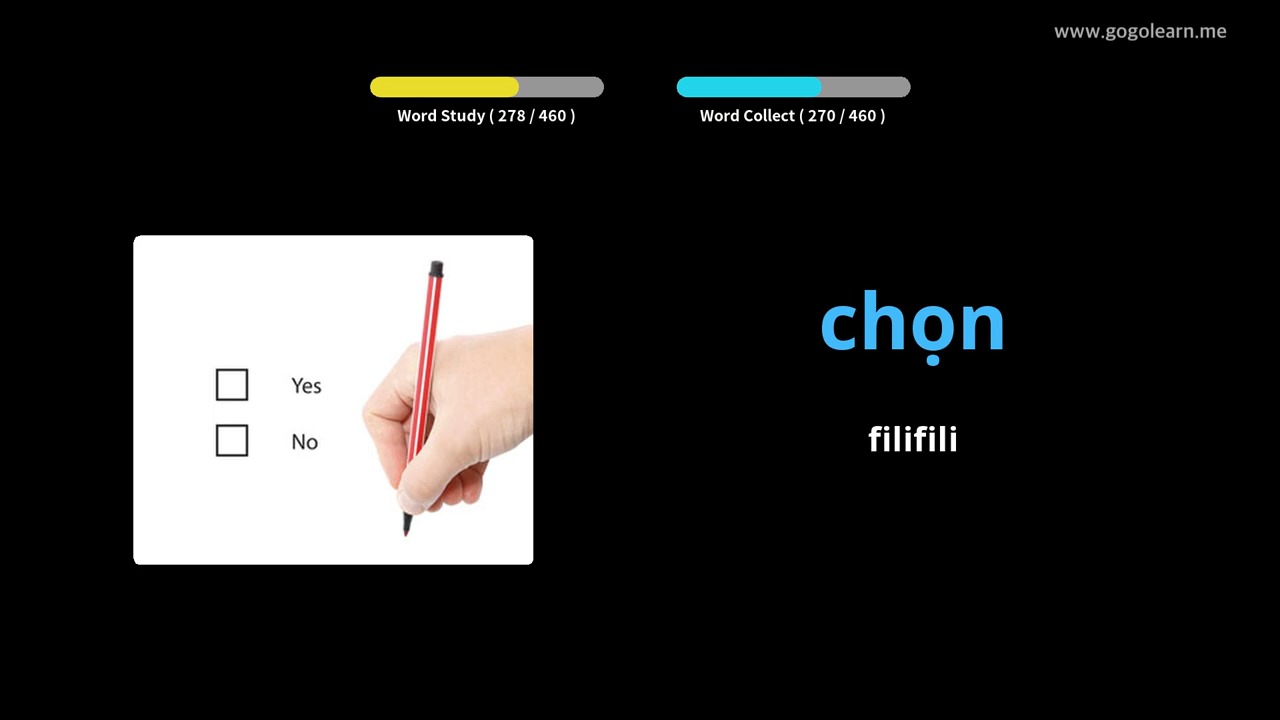 www.gogolearn.me
Word Study ( 278 / 460 )
Word Collect ( 270 / 460 )
Yes
No
chọn
filifili